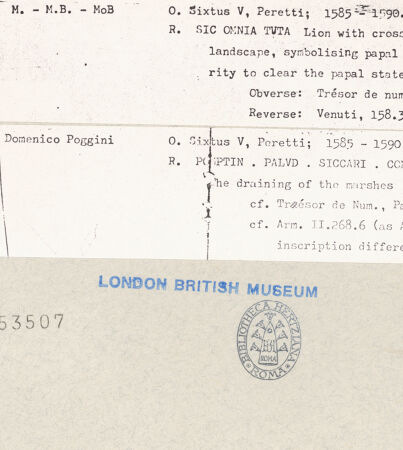 M. - M.B. - MoB
O. Sixtus V, Peretti; 1585 - 1590.
R. SIC OMNIA TVTA Lion with cross
landscape, symbolising papal
rity to clear the papal state
Obverse: Trésor de num
Reverse: Venuti, 158.3
Domenico Poggini
O. Sixtus V, Peretti; 1585 - 1590
R. POMPTIN . PALVD . SICCARI . CO
the draining of the marshes
cf. Trésor de Num., P
cf. Arm. II.268.6 (as
inscription differe
LONDON BRITISH MUSEUM
53507
BIBLIOTHECA HERTZIANA
ROMA